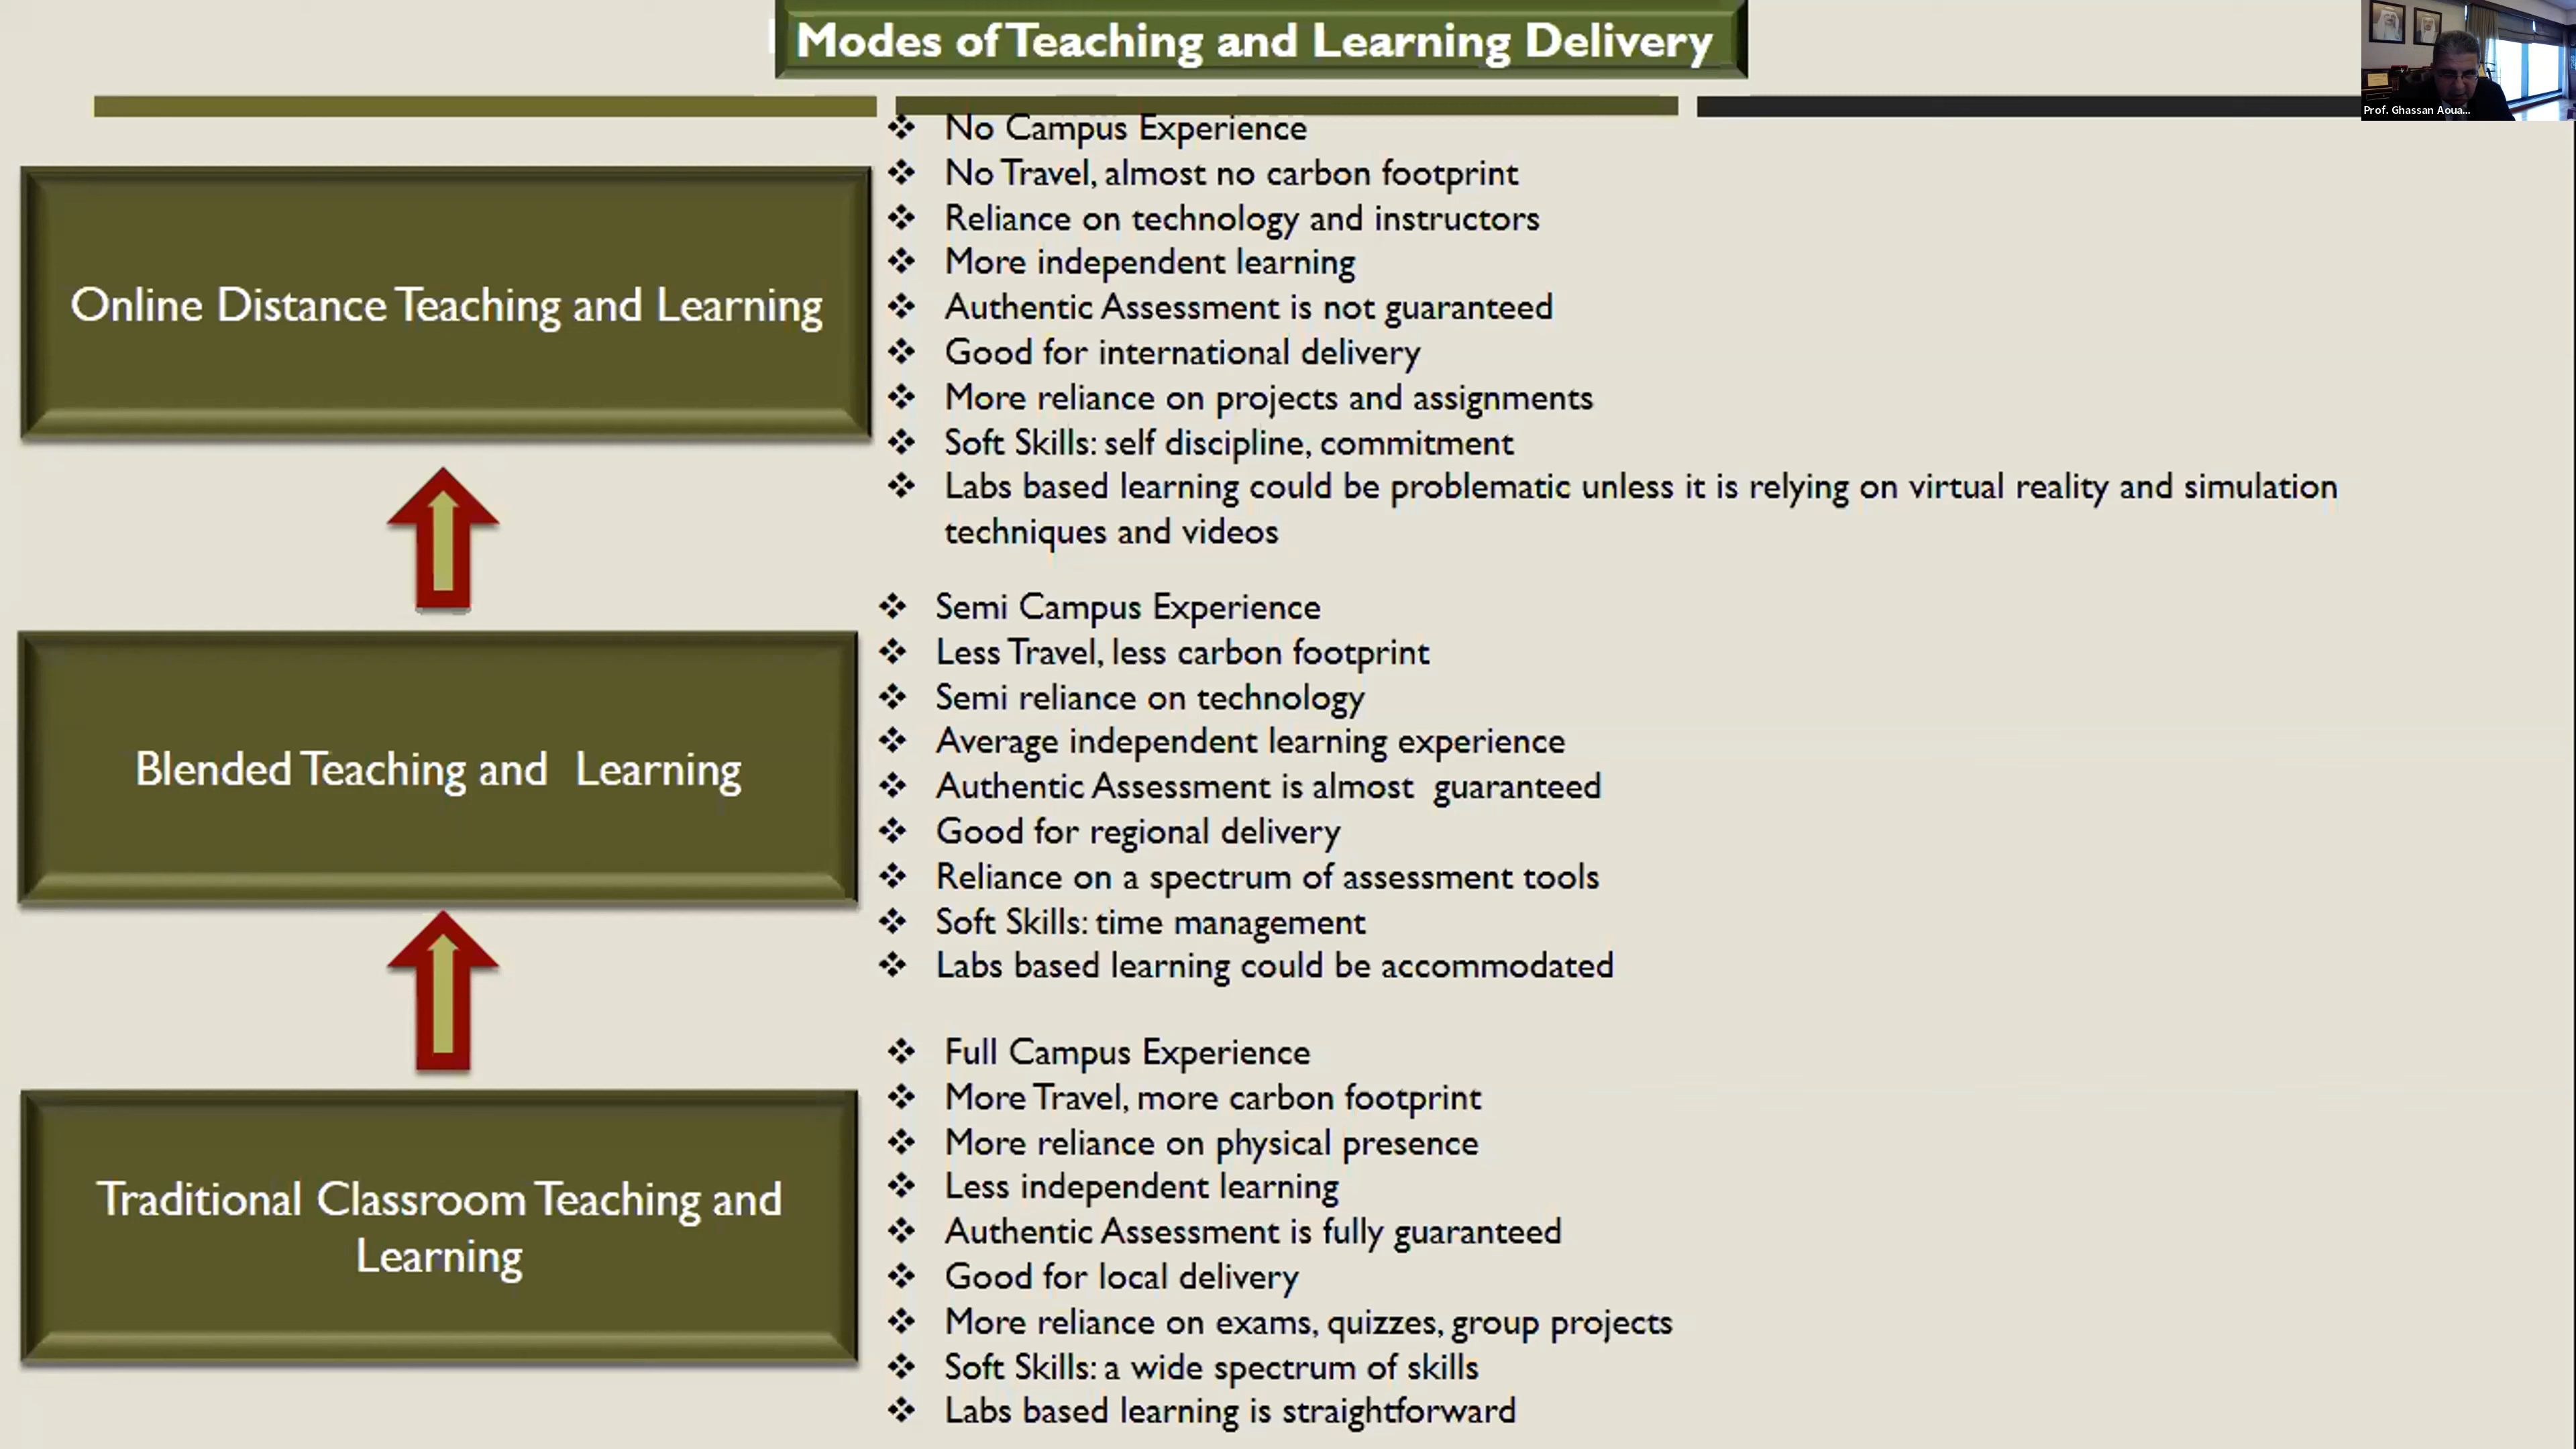 Modes of Teaching and Learning Delivery
Prof. Ghassan Aoua...
Online Distance Teaching and Learning
❖ No Campus Experience
❖ No Travel, almost no carbon footprint
❖ Reliance on technology and instructors
❖ More independent learning
❖ Authentic Assessment is not guaranteed
❖ Good for international delivery
❖ More reliance on projects and assignments
❖ Soft Skills: self discipline, commitment
❖ Labs based learning could be problematic unless it is relying on virtual reality and simulation
techniques and videos
Blended Teaching and Learning
❖ Semi Campus Experience
❖ Less Travel, less carbon footprint
❖ Semi reliance on technology
❖ Average independent learning experience
❖ Authentic Assessment is almost guaranteed
❖ Good for regional delivery
❖ Reliance on a spectrum of assessment tools
❖ Soft Skills: time management
❖ Labs based learning could be accommodated
Traditional Classroom Teaching and
Learning
❖ Full Campus Experience
❖ More Travel, more carbon footprint
❖ More reliance on physical presence
❖ Less independent learning
❖ Authentic Assessment is fully guaranteed
❖ Good for local delivery
❖ More reliance on exams, quizzes, group projects
❖ Soft Skills: a wide spectrum of skills
❖ Labs based learning is straightforward